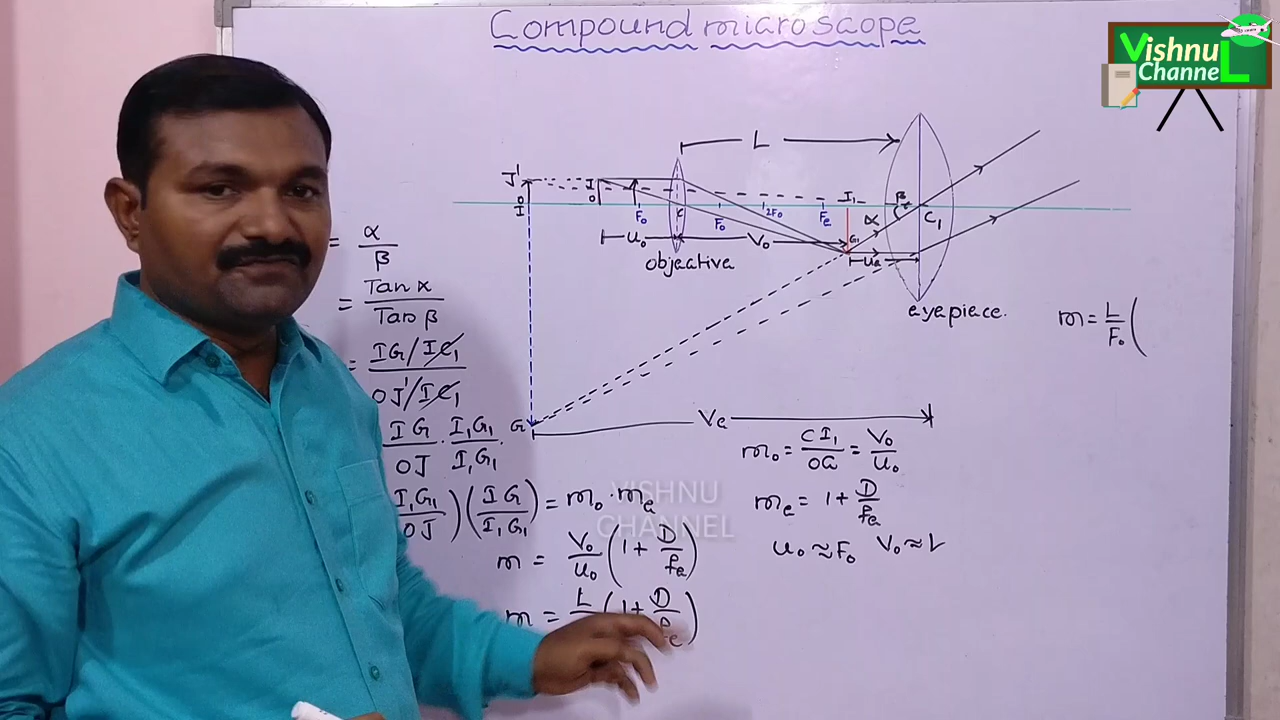 Compound microscope
Vishnu
ChanneL
L
J'
J
O
I
O
F₀
C
F₀
2F₀
I₁
Fe
α
β
C₁
G₁
u₀
V₀
ue
objective
eyepiece.
= α/β
= Tan α/Tan β
= IG/IC₁ / OJ'/IC₁
IG/OJ · I₁G₁/I₁G₁ ·
G
Ve
I₁G₁/OJ)(IG/I₁G₁) = m₀·me
m = V₀/u₀ (1 + D/fe)
m = L/ (1 + D/fe)
m₀ = CI₁/OC = V₀/u₀
me = 1 + D/fe
u₀ ≈ F₀ V₀ ≈ L
m = L/F₀ (
VISHNU
CHANNEL